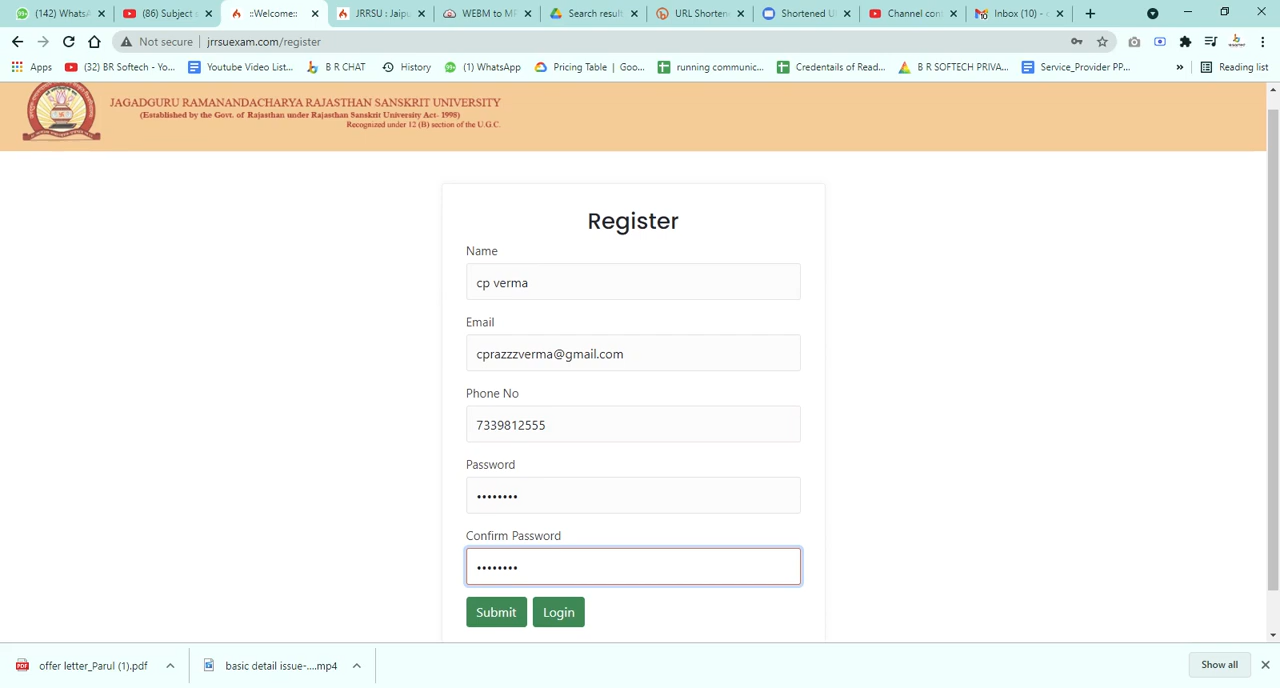 (142) WhatsA
(86) Subject
::Welcome::
JRRSU : Jaipu
WEBM to MP
Search result
URL Shortene
Shortened U
Channel con
Inbox (10) -
Not secure
jrrsuexam.com/register
Apps
(32) BR Softech - Yo...
Youtube Video List...
B R CHAT
History
(1) WhatsApp
Pricing Table | Goo...
running communic...
Credentails of Read...
B R SOFTECH PRIVA...
Service_Provider PP...
»
Reading list
JAGADGURU RAMANANDACHARYA RAJASTHAN SANSKRIT UNIVERSITY
(Established by the Govt. of Rajasthan under Rajasthan Sanskrit University Act- 1998)
Recognized under 12 (B) section of the U.G.C.
Register
Name
cp verma
Email
cprazzzverma@gmail.com
Phone No
7339812555
Password
••••••••
Confirm Password
••••••••
Submit
Login
offer letter_Parul (1).pdf
basic detail issue-....mp4
Show all